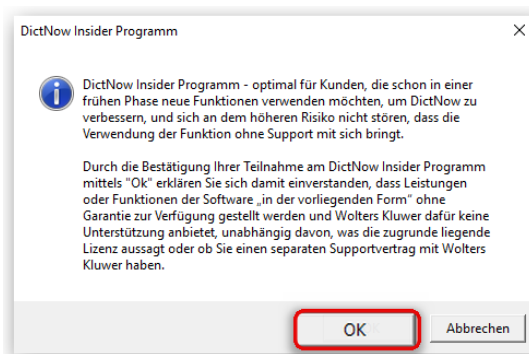 DictNow Insider Programm
DictNow Insider Programm - optimal für Kunden, die schon in einer
frühen Phase neue Funktionen verwenden möchten, um DictNow zu
verbessern, und sich an dem höheren Risiko nicht stören, dass die
Verwendung der Funktion ohne Support mit sich bringt.
Durch die Bestätigung Ihrer Teilnahme am DictNow Insider Programm
mittels "Ok" erklären Sie sich damit einverstanden, dass Leistungen
oder Funktionen der Software „in der vorliegenden Form" ohne
Garantie zur Verfügung gestellt werden und Wolters Kluwer dafür keine
Unterstützung anbietet, unabhängig davon, was die zugrunde liegende
Lizenz aussagt oder ob Sie einen separaten Supportvertrag mit Wolters
Kluwer haben.
OK
Abbrechen